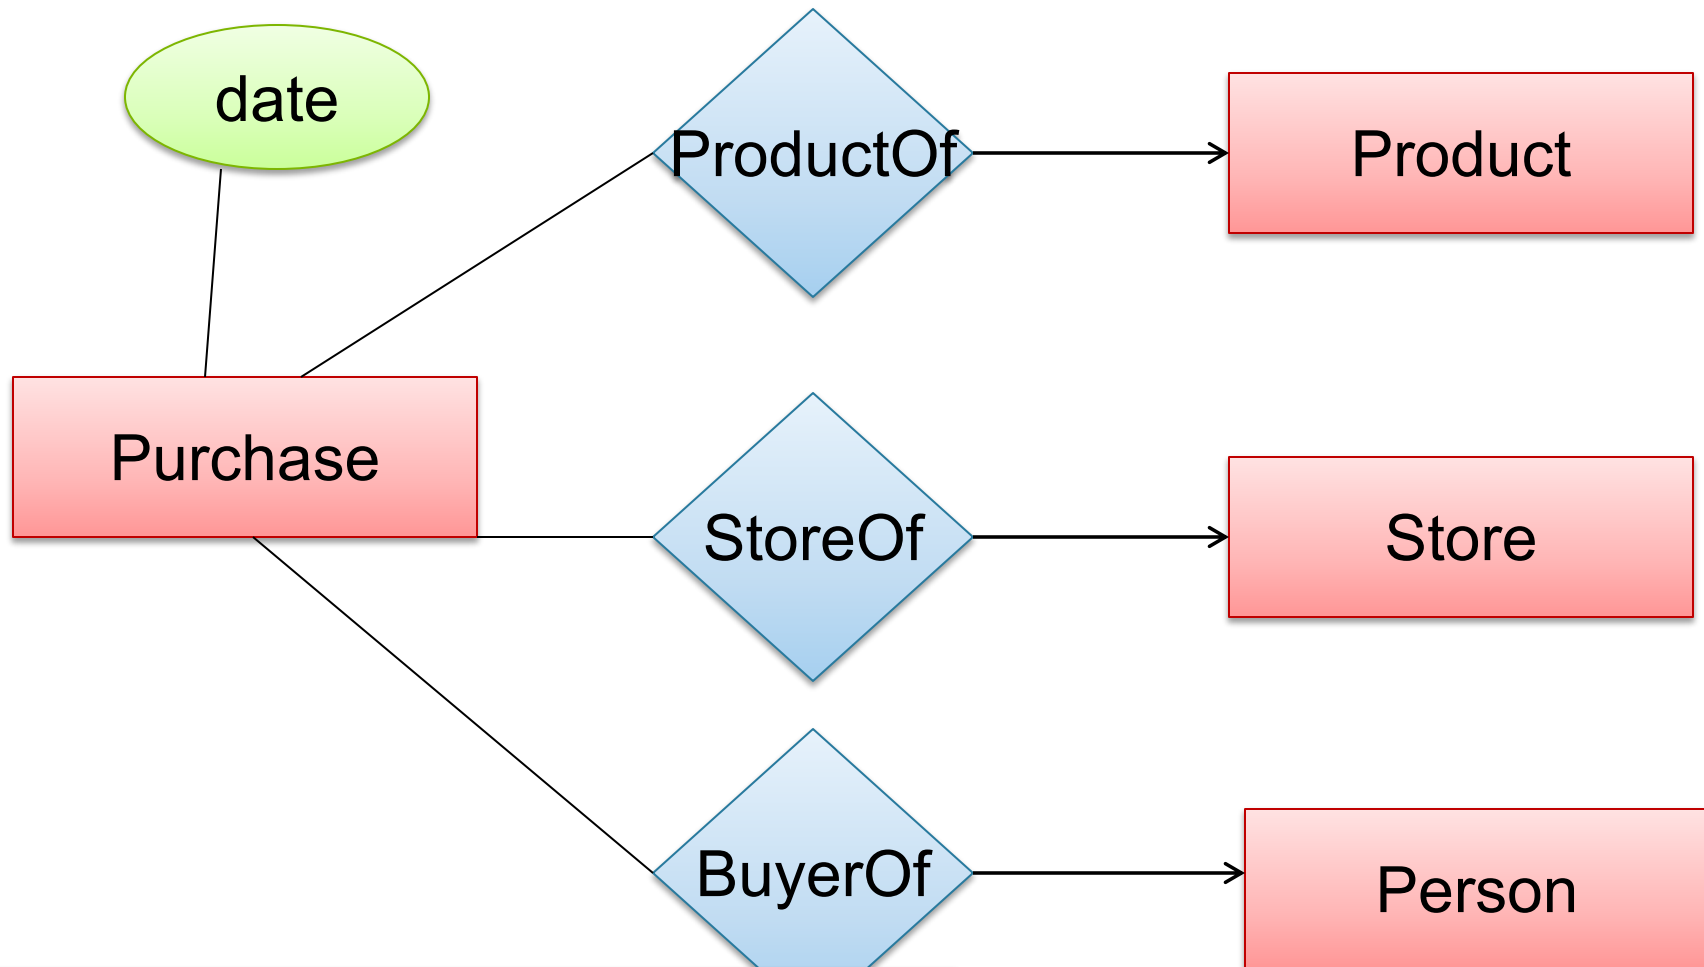 date
ProductOf
Product
Purchase
StoreOf
Store
BuyerOf
Person